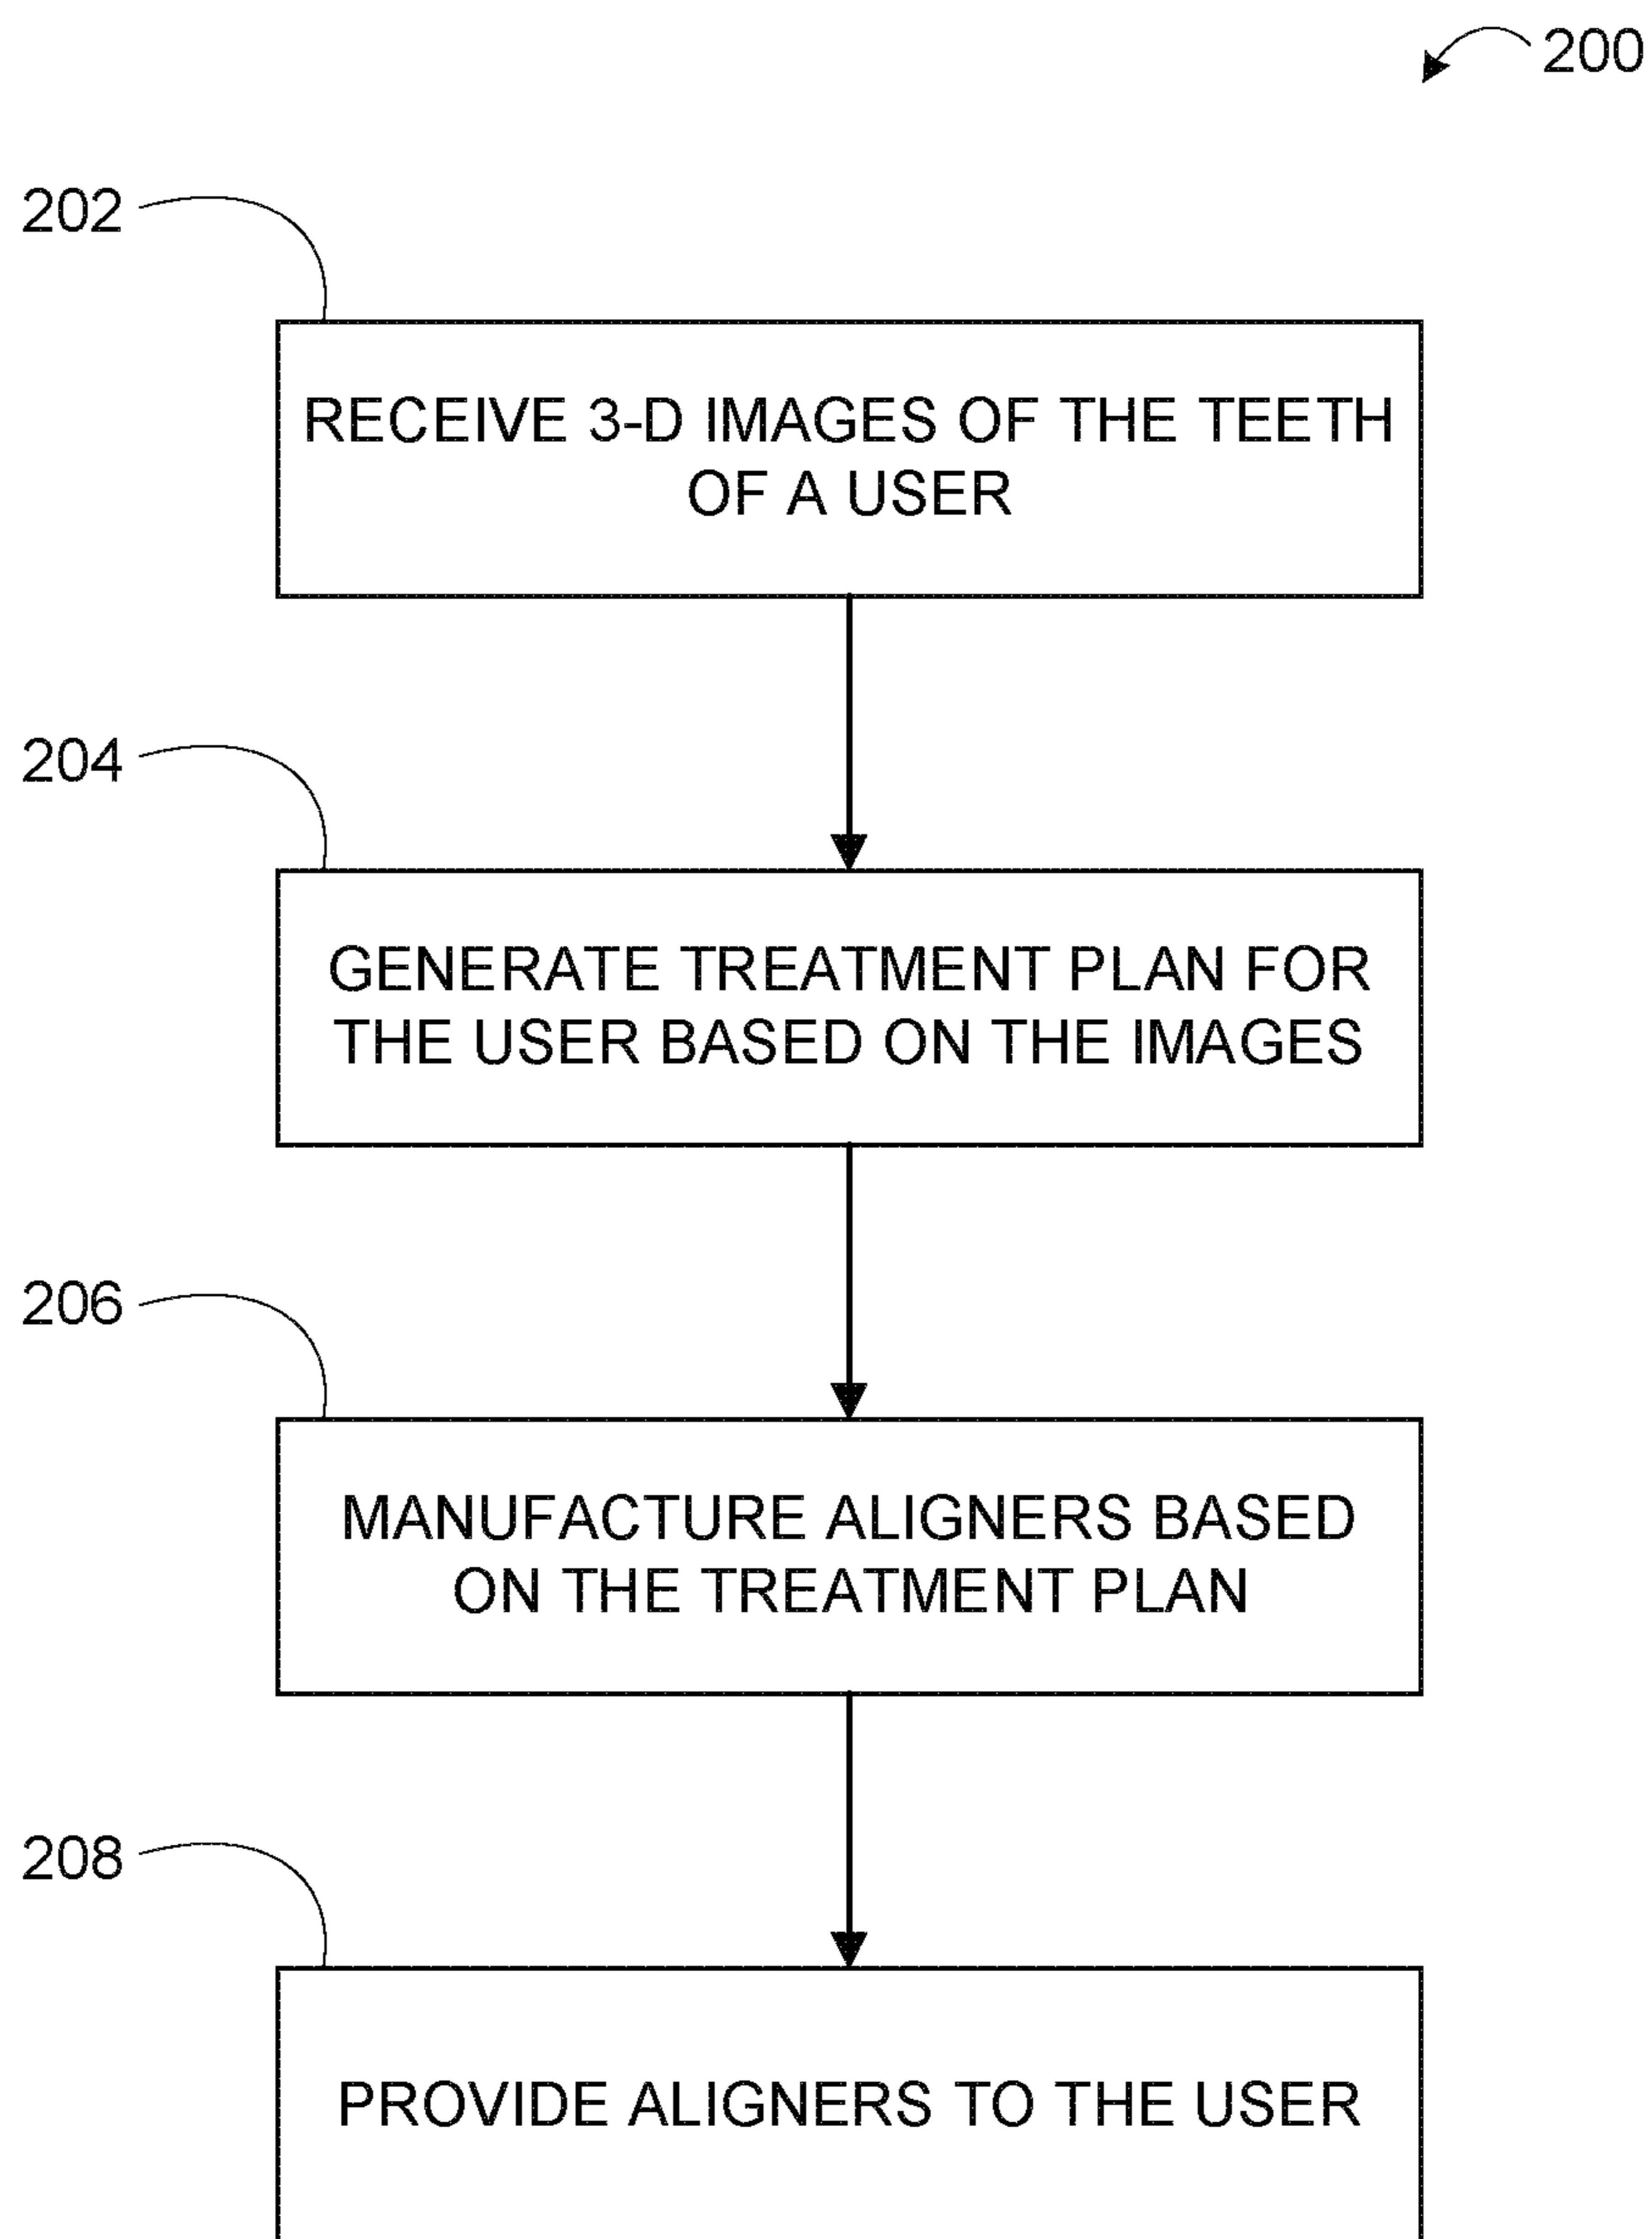 200
202
RECEIVE 3-D IMAGES OF THE TEETH
OF A USER
204
GENERATE TREATMENT PLAN FOR
THE USER BASED ON THE IMAGES
206
MANUFACTURE ALIGNERS BASED
ON THE TREATMENT PLAN
208
PROVIDE ALIGNERS TO THE USER